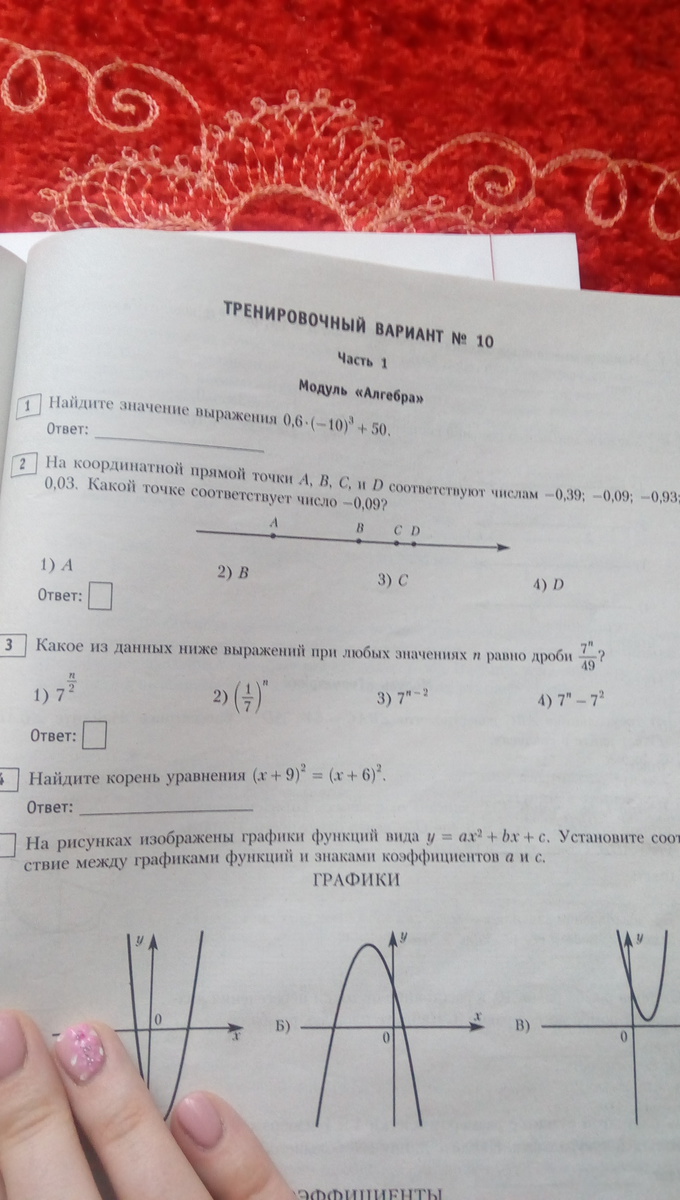 ТРЕНИРОВОЧНЫЙ ВАРИАНТ № 10
Часть 1
Модуль «Алгебра»
1 Найдите значение выражения 0,6·(−10)³ + 50.
Ответ:
2 На координатной прямой точки A, B, C, и D соответствуют числам −0,39; −0,09; −0,93;
0,03. Какой точке соответствует число −0,09?
A B C D
1) A 2) B 3) C 4) D
Ответ:
3 Какое из данных ниже выражений при любых значениях n равно дроби 7ⁿ/49?
1) 7^(n/2) 2) (1/7)ⁿ 3) 7ⁿ⁻² 4) 7ⁿ − 7²
Ответ:
4 Найдите корень уравнения (x + 9)² = (x + 6)².
Ответ:
На рисунках изображены графики функций вида y = ax² + bx + c. Установите соот
ствие между графиками функций и знаками коэффициентов a и c.
ГРАФИКИ
y 0 x Б) y 0 x В) y 0
ЭФФИЦИЕНТЫ